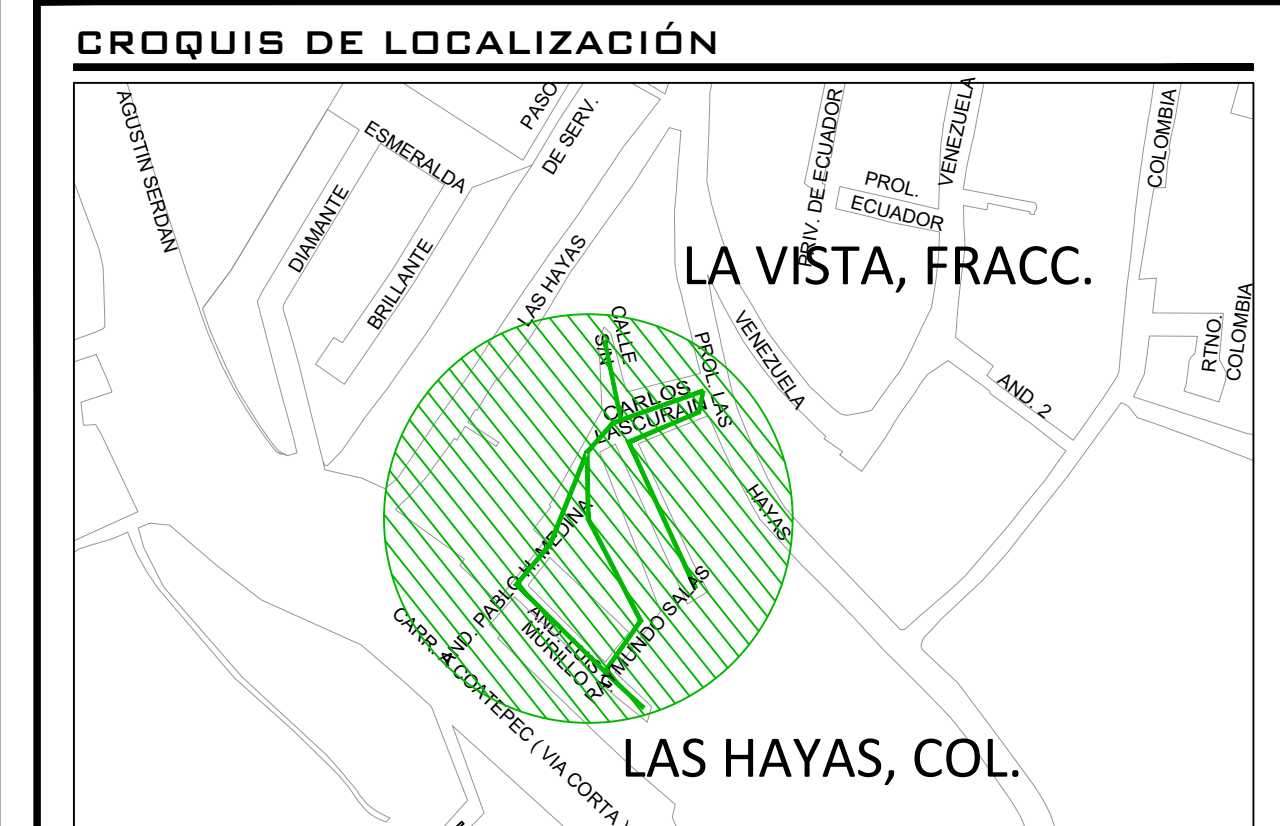 CROQUIS DE LOCALIZACIÓN
AGUSTIN SERDAN
ESMERALDA
PASO
DE SERV.
DIAMANTE
BRILLANTE
LAS HAYAS
PRIV. DE ECUADOR
PROL.
ECUADOR
VENEZUELA
COLOMBIA
LA VISTA, FRACC.
RTNO.
COLOMBIA
CALLE
S/N
PROL. LAS
HAYAS
VENEZUELA
AND. 2
CARLOS
LASCURAIN
AND. PABLO H. MEDINA
AND. LUIS
MURILLO
RAYMUNDO SALAS
CARR. A COATEPEC ( VIA CORTA )
LAS HAYAS, COL.